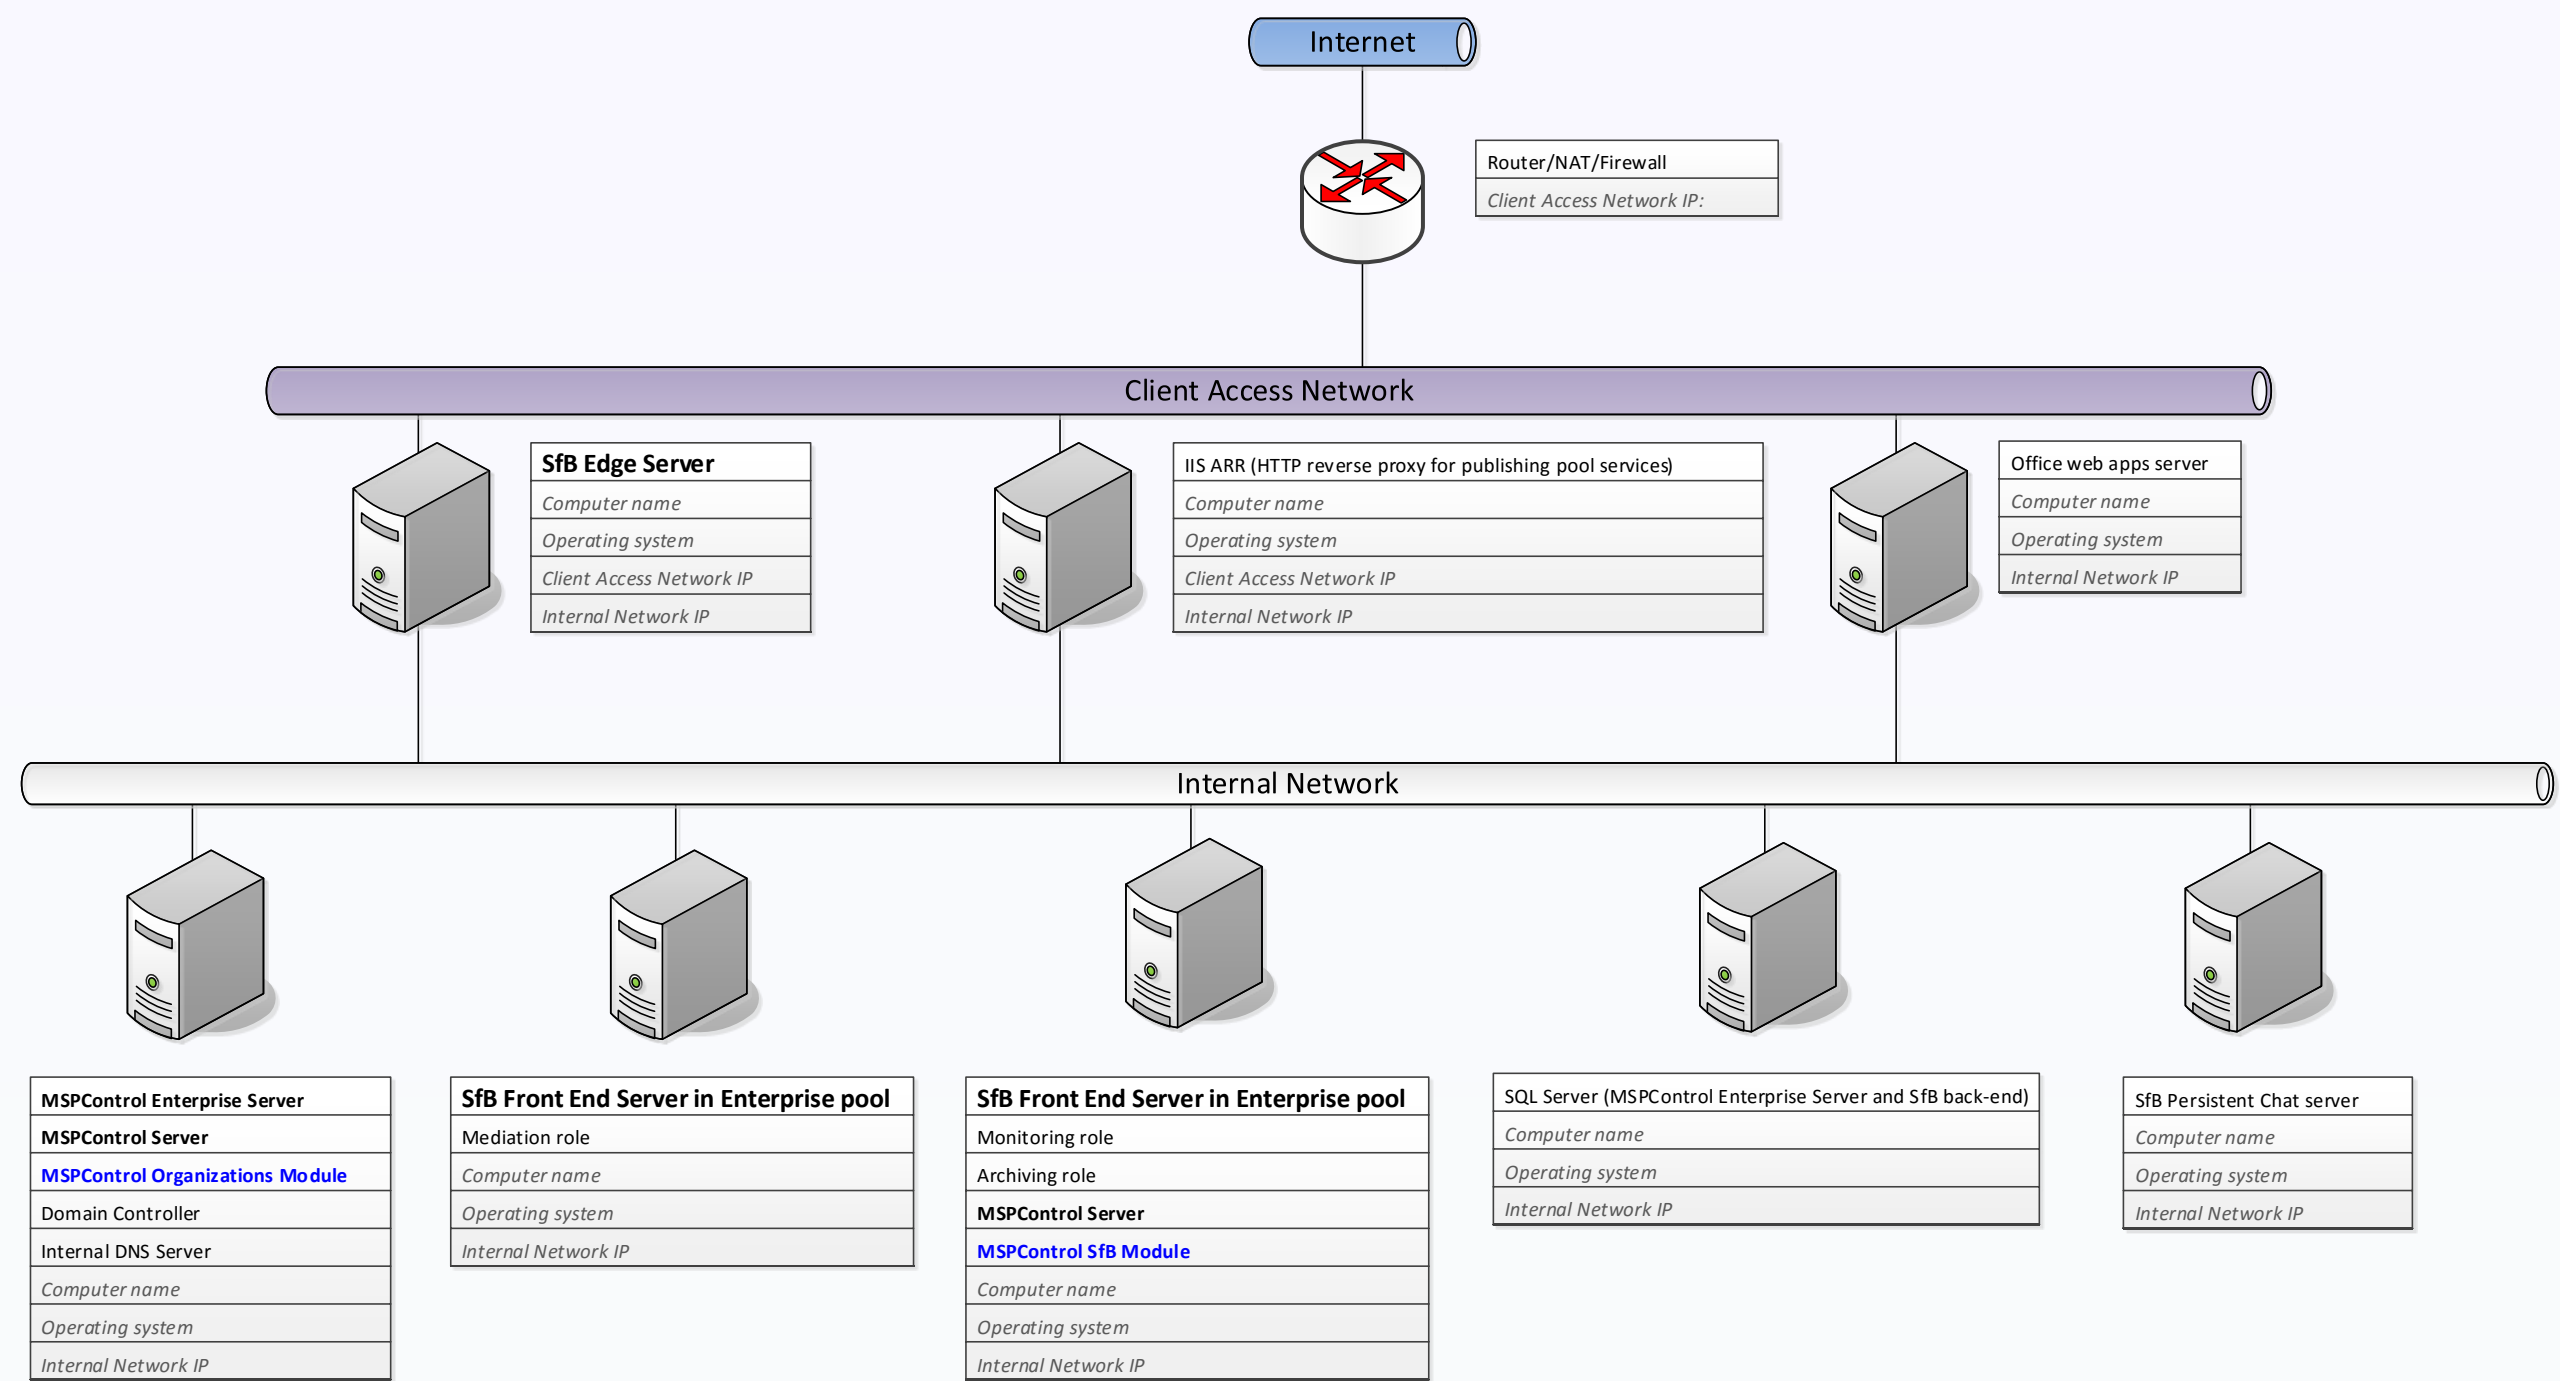 Internet
Router/NAT/Firewall
Client Access Network IP:
Client Access Network
SfB Edge Server
Computer name
Operating system
Client Access Network IP
Internal Network IP
IIS ARR (HTTP reverse proxy for publishing pool services)
Computer name
Operating system
Client Access Network IP
Internal Network IP
Office web apps server
Computer name
Operating system
Internal Network IP
Internal Network
MSPControl Enterprise Server
MSPControl Server
MSPControl Organizations Module
Domain Controller
Internal DNS Server
Computer name
Operating system
Internal Network IP
SfB Front End Server in Enterprise pool
Mediation role
Computer name
Operating system
Internal Network IP
SfB Front End Server in Enterprise pool
Monitoring role
Archiving role
MSPControl Server
MSPControl SfB Module
Computer name
Operating system
Internal Network IP
SQL Server (MSPControl Enterprise Server and SfB back-end)
Computer name
Operating system
Internal Network IP
SfB Persistent Chat server
Computer name
Operating system
Internal Network IP